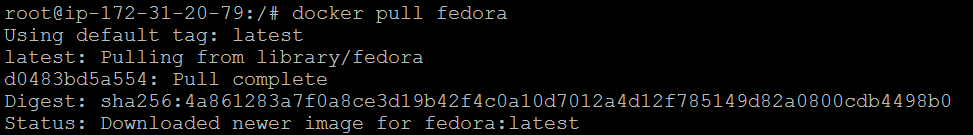 root@ip-172-31-20-79:/# docker pull fedora
Using default tag: latest
latest: Pulling from library/fedora
d0483bd5a554: Pull complete
Digest: sha256:4a861283a7f0a8ce3d19b42f4c0a10d7012a4d12f785149d82a0800cdb4498b0
Status: Downloaded newer image for fedora:latest